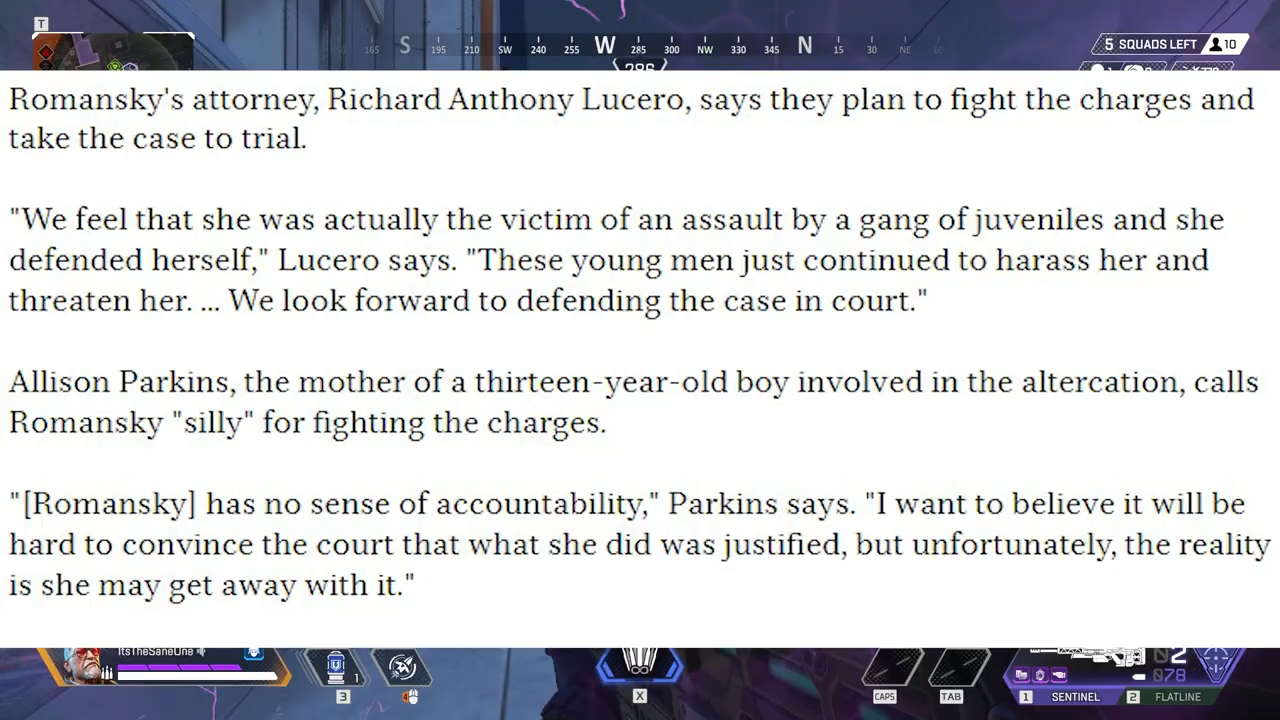 T
165 S 195 210 SW 240 255 W 285 300 NW 330 345 N 15 30 NE 60
5 SQUADS LEFT 10
286
Romansky's attorney, Richard Anthony Lucero, says they plan to fight the charges and
take the case to trial.
"We feel that she was actually the victim of an assault by a gang of juveniles and she
defended herself," Lucero says. "These young men just continued to harass her and
threaten her. ... We look forward to defending the case in court."
Allison Parkins, the mother of a thirteen-year-old boy involved in the altercation, calls
Romansky "silly" for fighting the charges.
"[Romansky] has no sense of accountability," Parkins says. "I want to believe it will be
hard to convince the court that what she did was justified, but unfortunately, the reality
is she may get away with it."
ItsTheSaneOne
1
3
X
CAPS
TAB
078
1 SENTINEL
2 FLATLINE